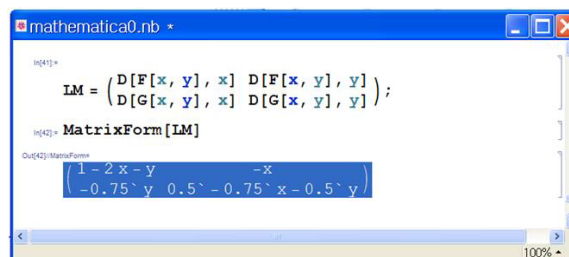 mathematica0.nb *
In[41]:=
LM = ( D[F[x, y], x] D[F[x, y], y]
D[G[x, y], x] D[G[x, y], y] ) ;
In[42]:= MatrixForm[LM]
Out[42]//MatrixForm=
( 1 - 2 x - y -x
-0.75` y 0.5` - 0.75` x - 0.5` y )
100%